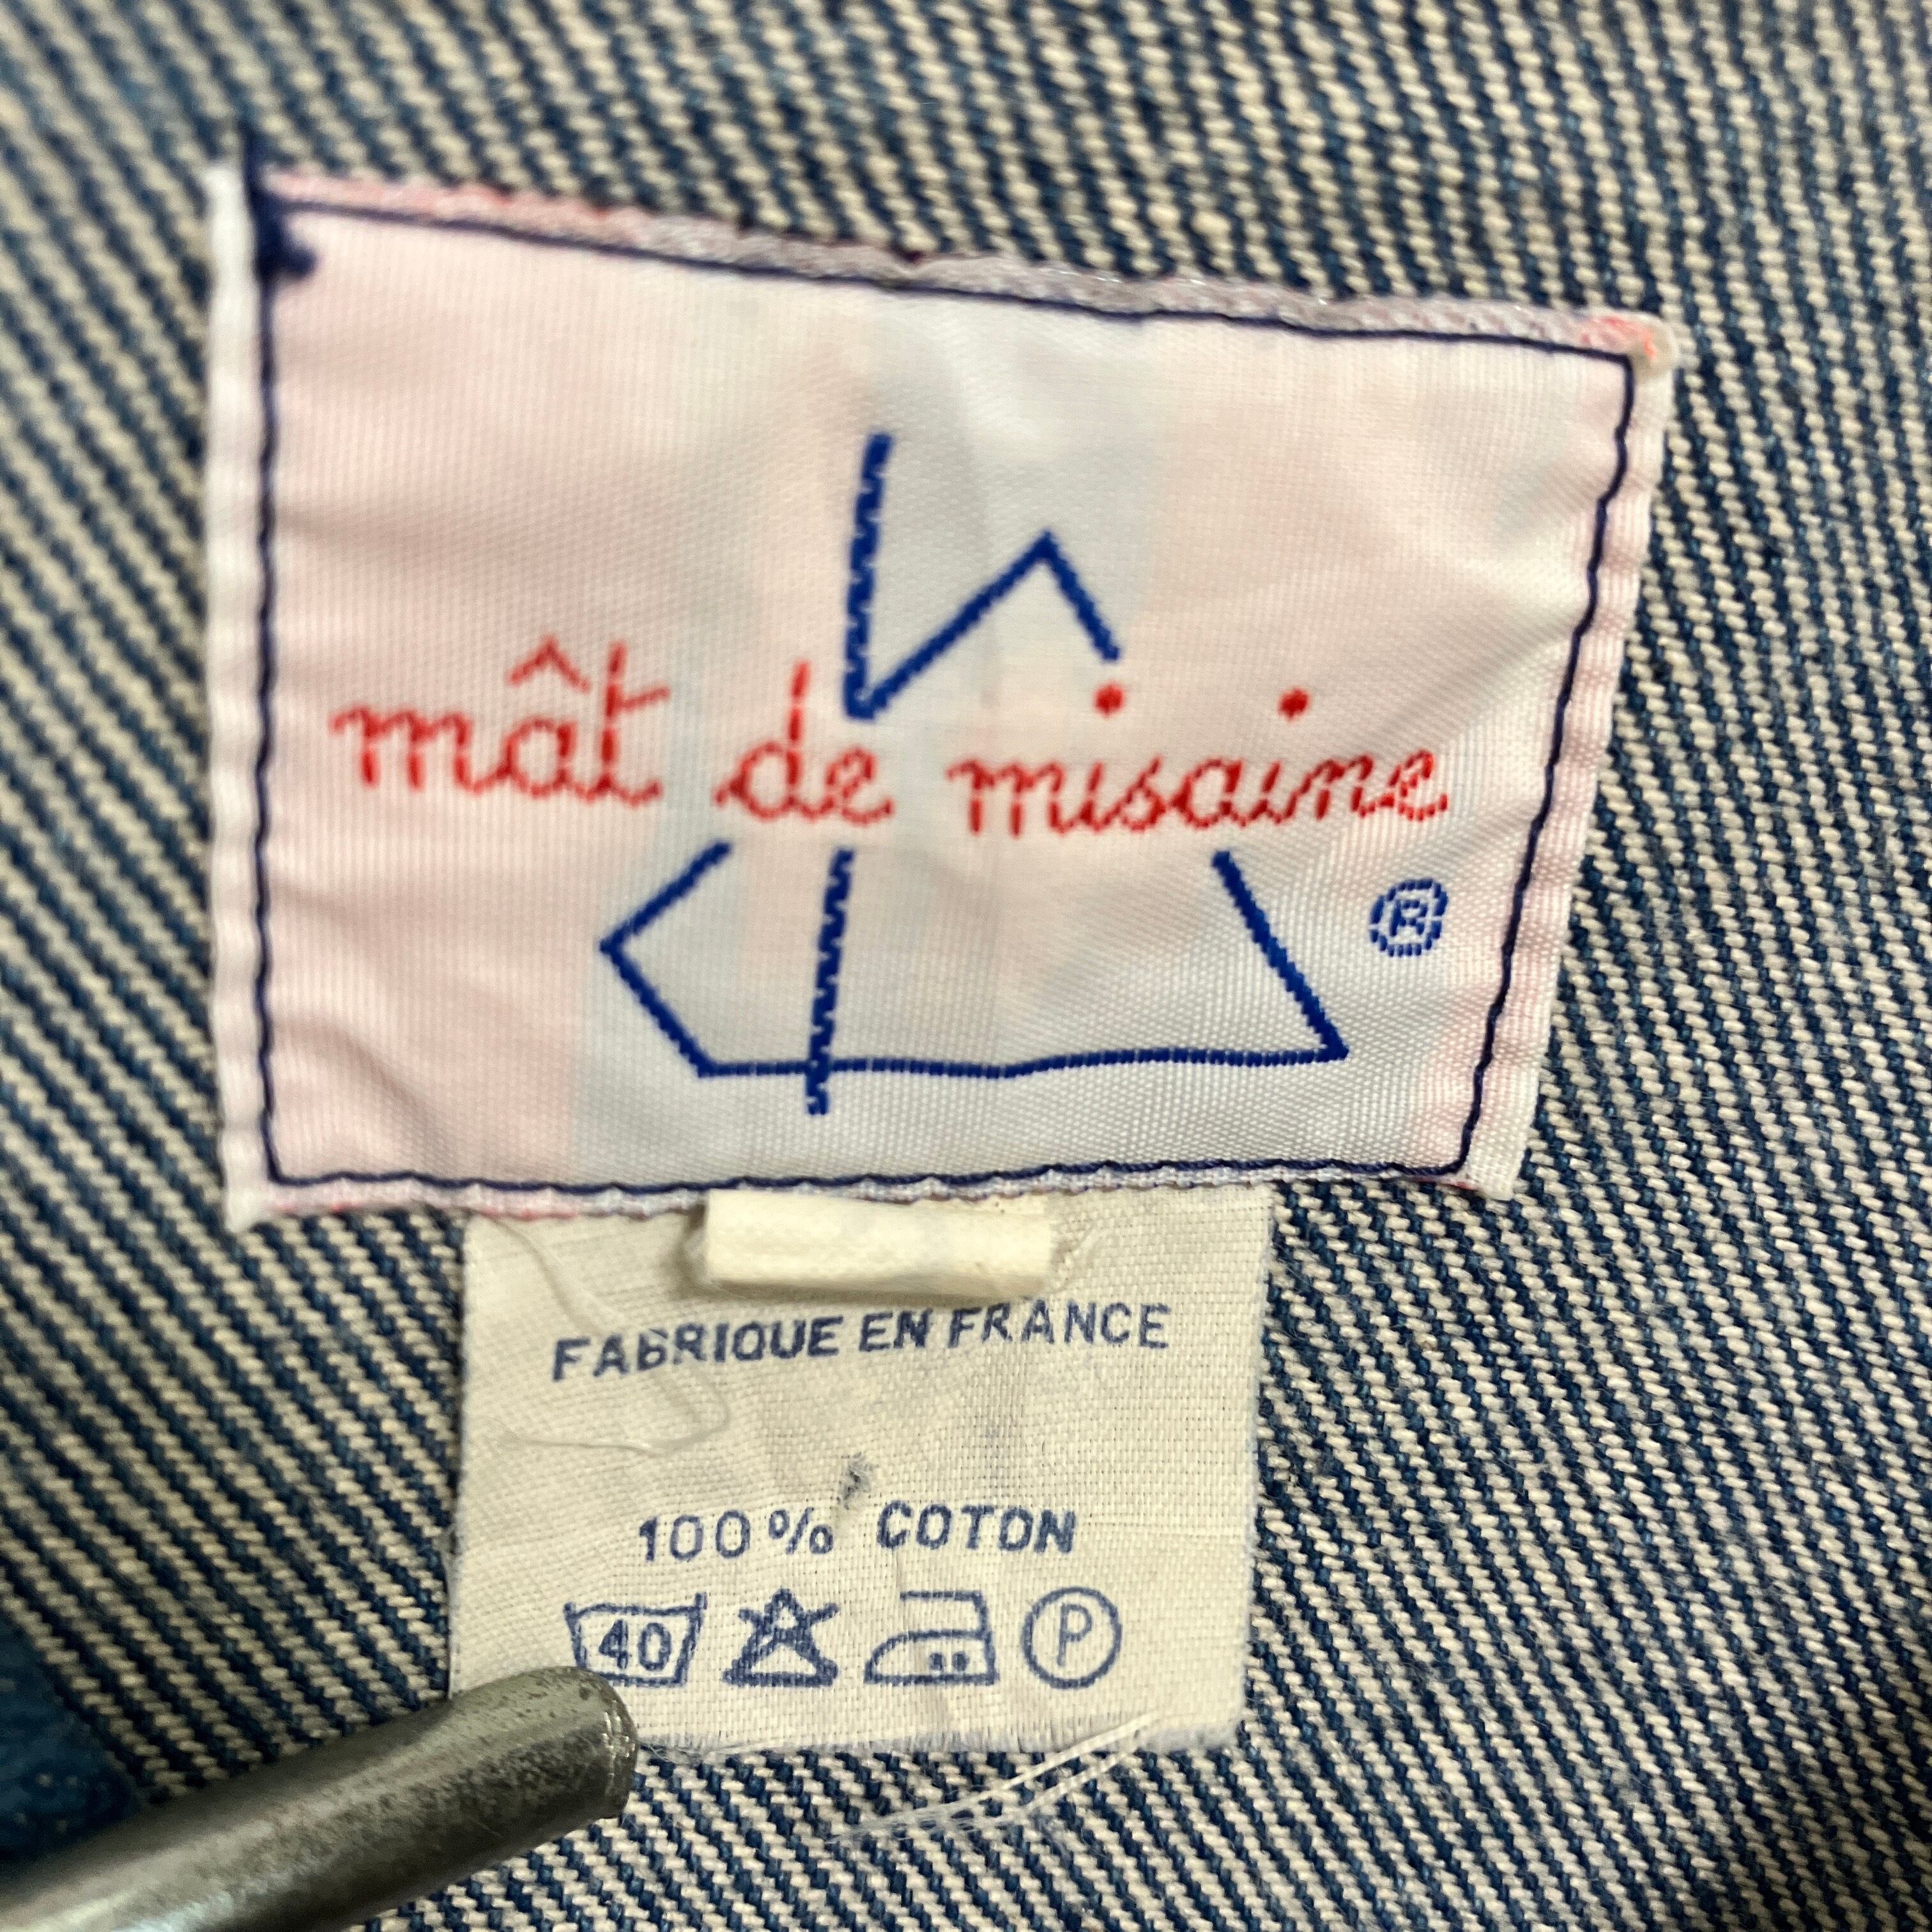 mât de misaine
®
FABRIQUE EN FRANCE
100% COTON
40 P